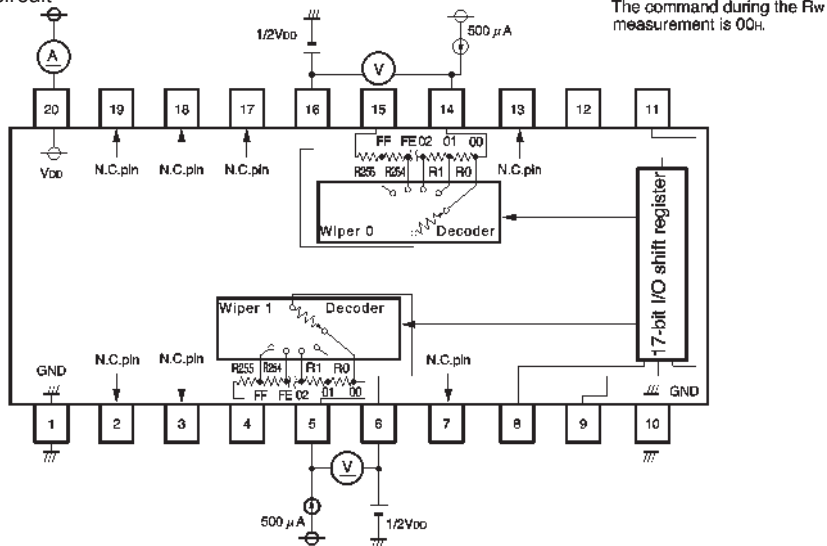 The command during the Rw
measurement is 00H.
1/2VDD
500 μA
A
V
20
19
18
17
16
15
14
13
12
11
VDD
N.C.pin
N.C.pin
N.C.pin
FF
FE
02
01
00
R256
R254
R1
R0
N.C.pin
Wiper 0
Decoder
17-bit I/O shift register
Wiper 1
Decoder
R255
R254
R1
R0
FF
FE
02
01
00
GND
N.C.pin
N.C.pin
N.C.pin
GND
1
2
3
4
5
6
7
8
9
10
V
500 μA
1/2VDD